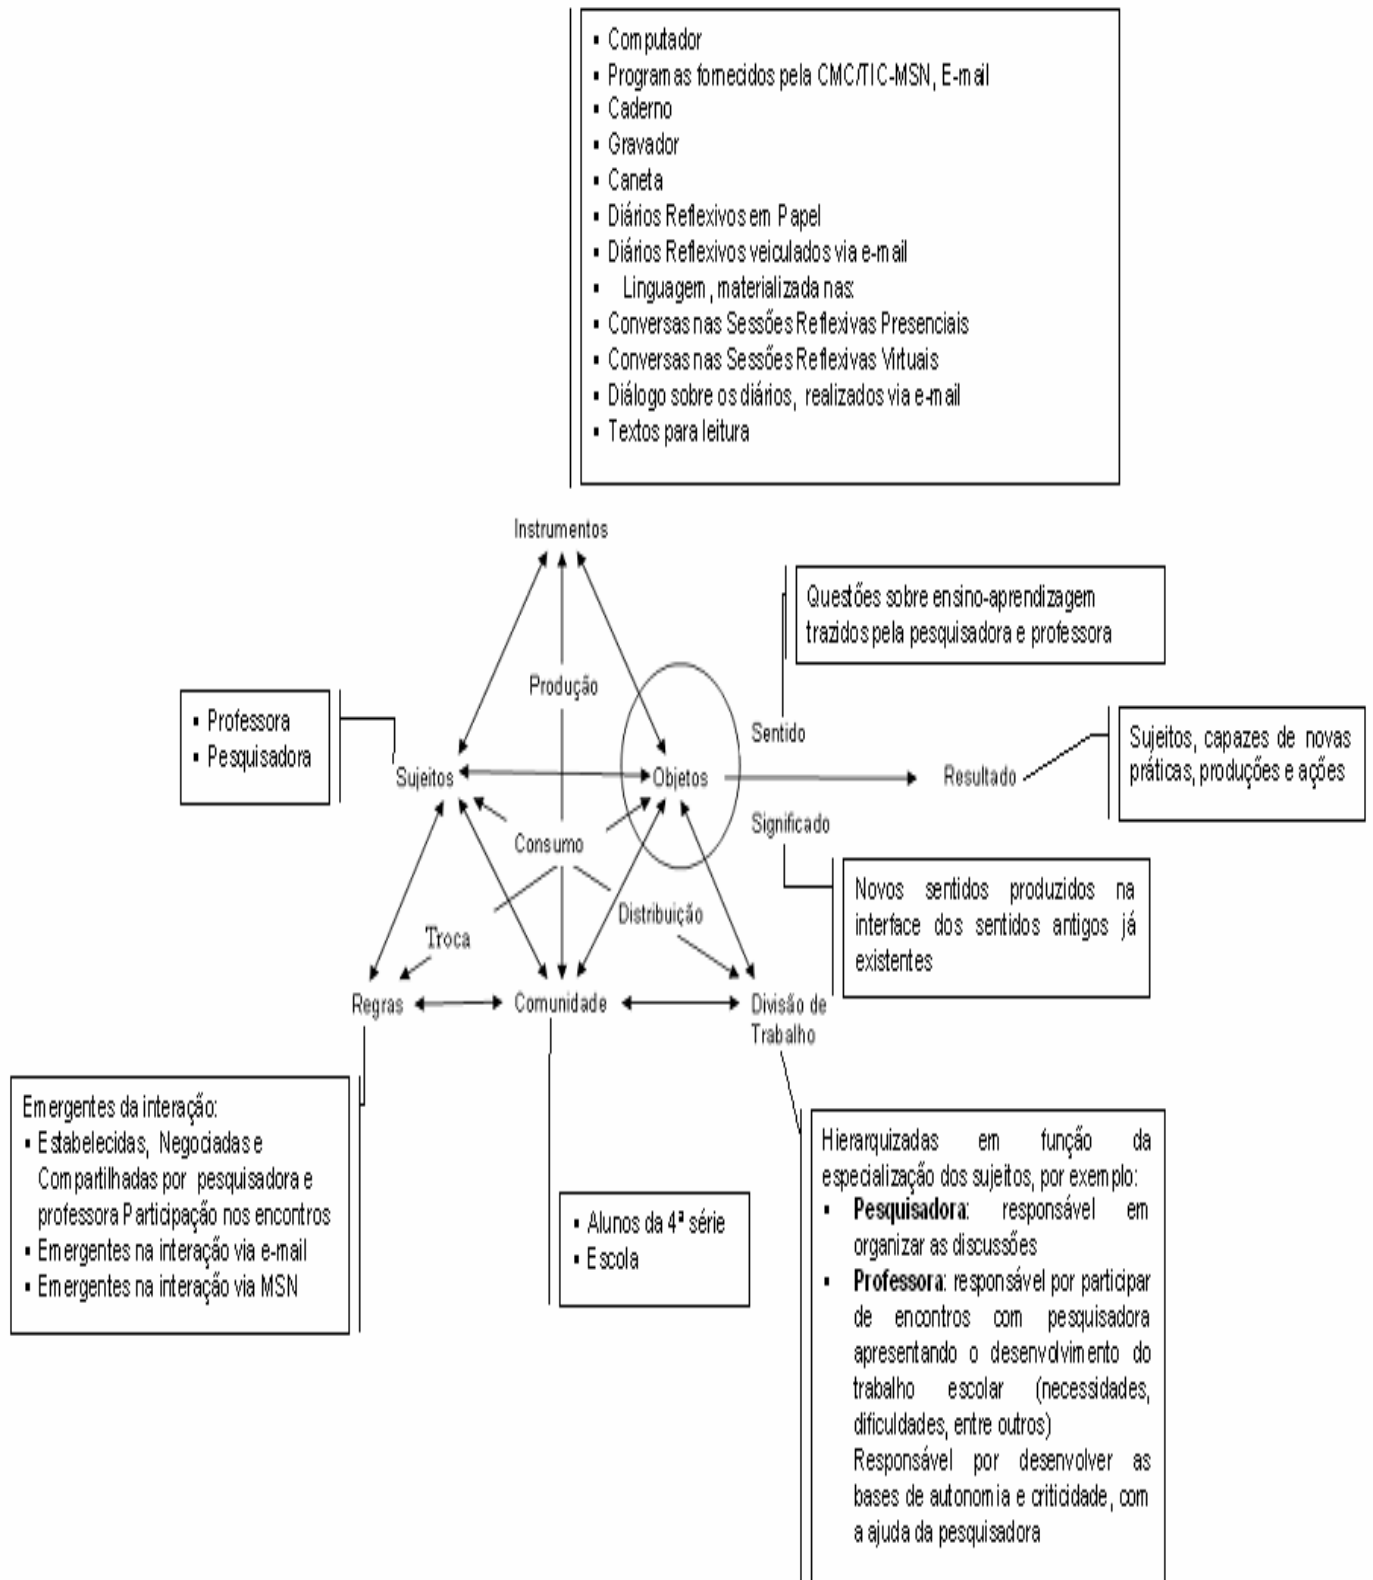 ▪ Computador
▪ Programas fornecidos pela CMC/TIC-MSN, E-mail
▪ Caderno
▪ Gravador
▪ Caneta
▪ Diários Reflexivos em Papel
▪ Diários Reflexivos veiculados via e-mail
▪ Linguagem, materializada nas:
▪ Conversas nas Sessões Reflexivas Presenciais
▪ Conversas nas Sessões Reflexivas Virtuais
▪ Diálogo sobre os diários, realizados via e-mail
▪ Textos para leitura
Instrumentos
Questões sobre ensino-aprendizagem
trazidos pela pesquisadora e professora
Produção
▪ Professora
▪ Pesquisadora
Sentido
Sujeitos, capazes de novas
práticas, produções e ações
Sujeitos
Objetos
Resultado
Significado
Consumo
Novos sentidos produzidos na
interface dos sentidos antigos já
existentes
Distribuição
Troca
Regras
Comunidade
Divisão de
Trabalho
Emergentes da interação:
▪ Estabelecidas, Negociadas e
Compartilhadas por pesquisadora e
professora Participação nos encontros
▪ Emergentes na interação via e-mail
▪ Emergentes na interação via MSN
▪ Alunos da 4ª série
▪ Escola
Hierarquizadas em função da
especialização dos sujeitos, por exemplo:
▪ Pesquisadora: responsável em
organizar as discussões
▪ Professora: responsável por participar
de encontros com pesquisadora
apresentando o desenvolvimento do
trabalho escolar (necessidades,
dificuldades, entre outros)
Responsável por desenvolver as
bases de autonomia e criticidade, com
a ajuda da pesquisadora